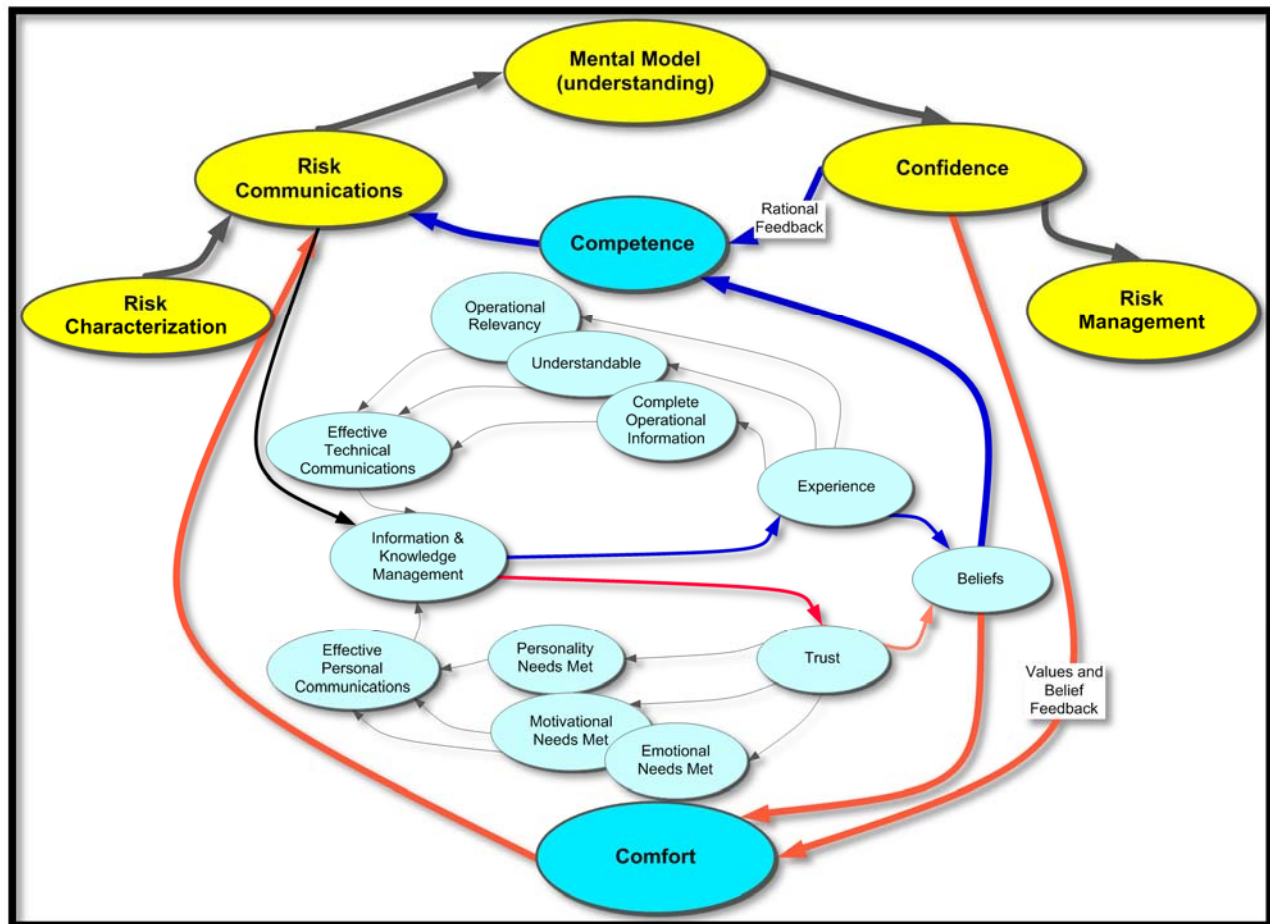 Mental Model
(understanding)
Risk
Communications
Confidence
Rational
Feedback
Competence
Risk
Characterization
Risk
Management
Operational
Relevancy
Understandable
Complete
Operational
Information
Effective
Technical
Communications
Experience
Information &
Knowledge
Management
Beliefs
Effective
Personal
Communications
Personality
Needs Met
Trust
Values and
Belief
Feedback
Motivational
Needs Met
Emotional
Needs Met
Comfort